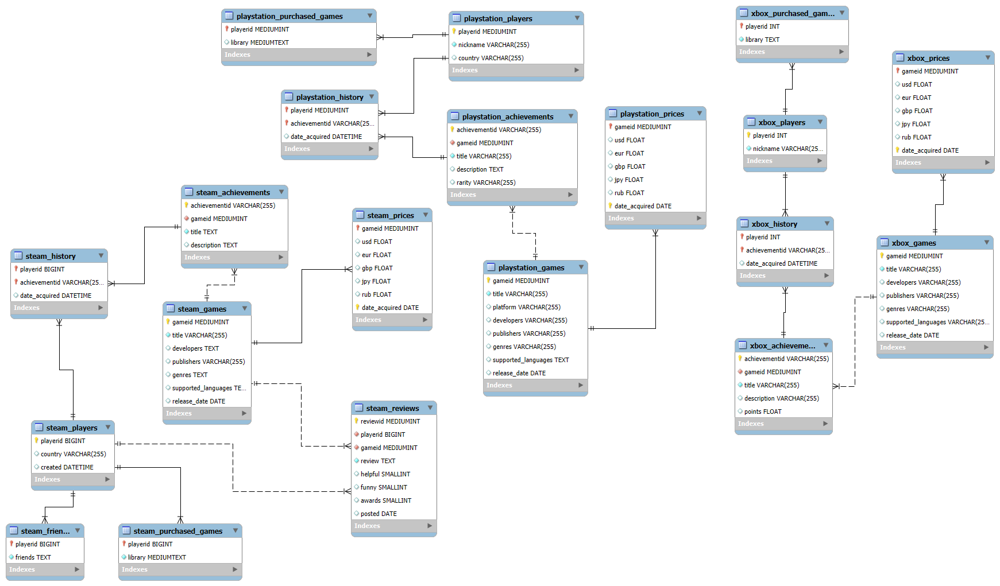 playstation_purchased_games
playerid MEDIUMINT
library MEDIUMTEXT
Indexes
playstation_players
playerid MEDIUMINT
nickname VARCHAR(255)
country VARCHAR(255)
Indexes
xbox_purchased_gam...
playerid INT
library TEXT
Indexes
xbox_prices
gameid MEDIUMINT
usd FLOAT
eur FLOAT
gbp FLOAT
jpy FLOAT
rub FLOAT
date_acquired DATE
Indexes
playstation_history
playerid MEDIUMINT
achievementid VARCHAR(25...
date_acquired DATETIME
Indexes
playstation_achievements
achievementid VARCHAR(255)
gameid MEDIUMINT
title VARCHAR(255)
description TEXT
rarity VARCHAR(255)
Indexes
playstation_prices
gameid MEDIUMINT
usd FLOAT
eur FLOAT
gbp FLOAT
jpy FLOAT
rub FLOAT
date_acquired DATE
Indexes
xbox_players
playerid INT
nickname VARCHAR(25...
Indexes
steam_achievements
achievementid VARCHAR(255)
gameid MEDIUMINT
title TEXT
description TEXT
Indexes
steam_prices
gameid MEDIUMINT
usd FLOAT
eur FLOAT
gbp FLOAT
jpy FLOAT
rub FLOAT
date_acquired DATE
Indexes
xbox_history
playerid INT
achievementid VARCHAR(25...
date_acquired DATETIME
Indexes
xbox_games
gameid MEDIUMINT
title VARCHAR(255)
developers VARCHAR(255)
publishers VARCHAR(255)
genres VARCHAR(255)
supported_languages VARCHAR(25...
release_date DATE
Indexes
steam_history
playerid BIGINT
achievementid VARCHAR(25...
date_acquired DATETIME
Indexes
playstation_games
gameid MEDIUMINT
title VARCHAR(255)
platform VARCHAR(255)
developers VARCHAR(255)
publishers VARCHAR(255)
genres VARCHAR(255)
supported_languages TEXT
release_date DATE
Indexes
steam_games
gameid MEDIUMINT
title VARCHAR(255)
developers TEXT
publishers VARCHAR(255)
genres TEXT
supported_languages TE...
release_date DATE
Indexes
xbox_achieveme...
achievementid VARCHAR(255)
gameid MEDIUMINT
title VARCHAR(255)
description VARCHAR(255)
points FLOAT
Indexes
steam_reviews
reviewid MEDIUMINT
playerid BIGINT
gameid MEDIUMINT
review TEXT
helpful SMALLINT
funny SMALLINT
awards SMALLINT
posted DATE
Indexes
steam_players
playerid BIGINT
country VARCHAR(255)
created DATETIME
Indexes
steam_frien...
playerid BIGINT
friends TEXT
Indexes
steam_purchased_games
playerid BIGINT
library MEDIUMTEXT
Indexes